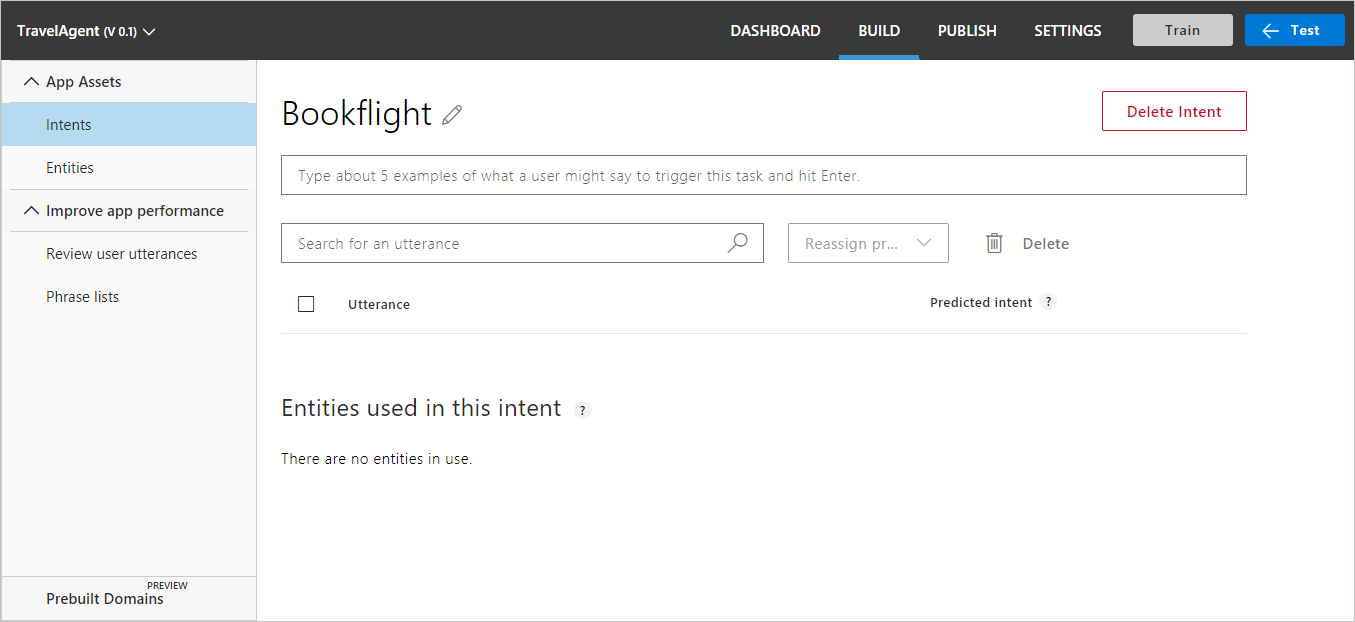 TravelAgent (V 0.1)
DASHBOARD
BUILD
PUBLISH
SETTINGS
Train
Test
App Assets
Intents
Entities
Improve app performance
Review user utterances
Phrase lists
PREVIEW
Prebuilt Domains
Bookflight
Delete Intent
Type about 5 examples of what a user might say to trigger this task and hit Enter.
Search for an utterance
Reassign pr...
Delete
Utterance
Predicted intent ?
Entities used in this intent ?
There are no entities in use.